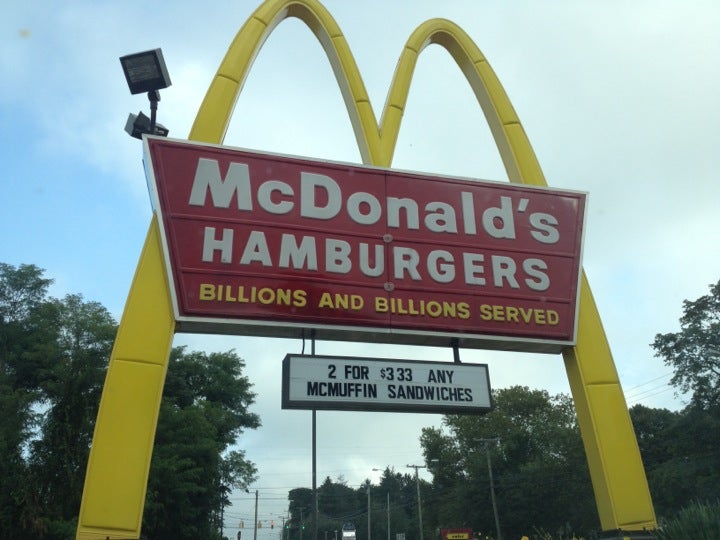 McDonald's
HAMBURGERS
BILLIONS AND BILLIONS SERVED
2 FOR $333 ANY
MCMUFFIN SANDWICHES